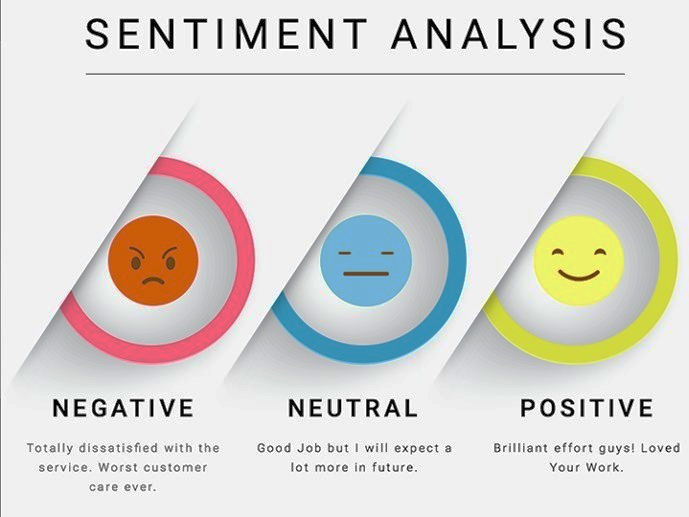 SENTIMENT ANALYSIS
NEGATIVE
Totally dissatisfied with the
service. Worst customer
care ever.
NEUTRAL
Good Job but I will expect a
lot more in future.
POSITIVE
Brilliant effort guys! Loved
Your Work.